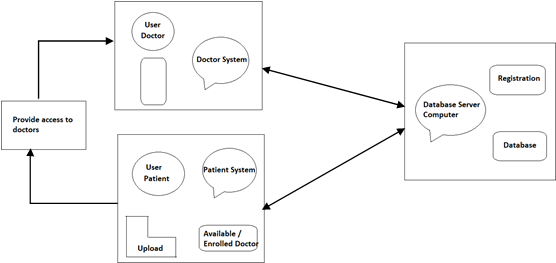 User
Doctor
Doctor System
Registration
Database Server
Computer
Provide access to
doctors
Database
User
Patient
Patient System
Available /
Enrolled Doctor
Upload